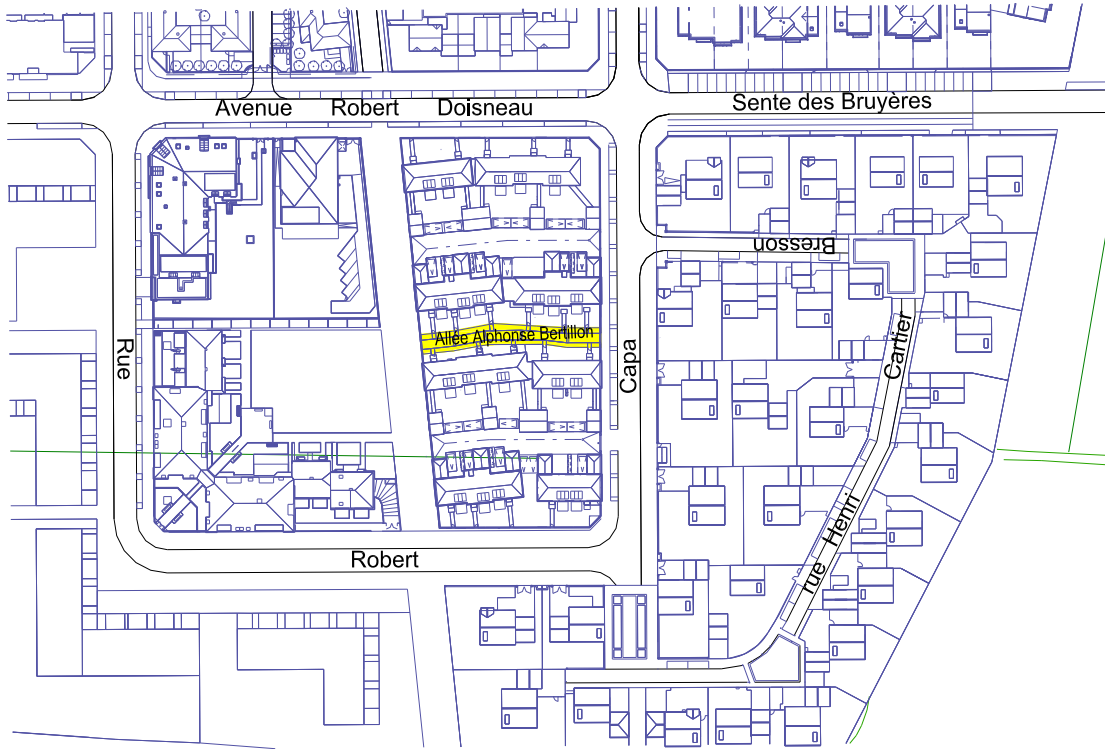 Avenue Robert Doisneau
Sente des Bruyères
Bresson
Rue
Allée Alphonse Bertillon
Capa
Cartier
rue Henri
Robert